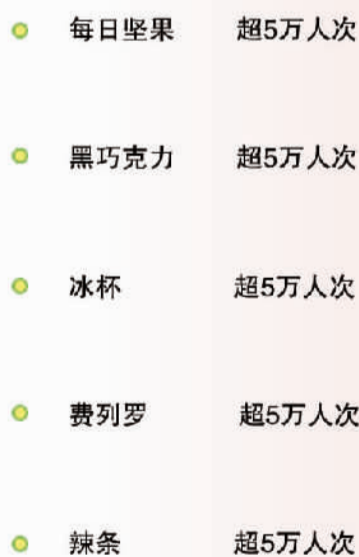 每日坚果 超5万人次
黑巧克力 超5万人次
冰杯 超5万人次
费列罗 超5万人次
辣条 超5万人次